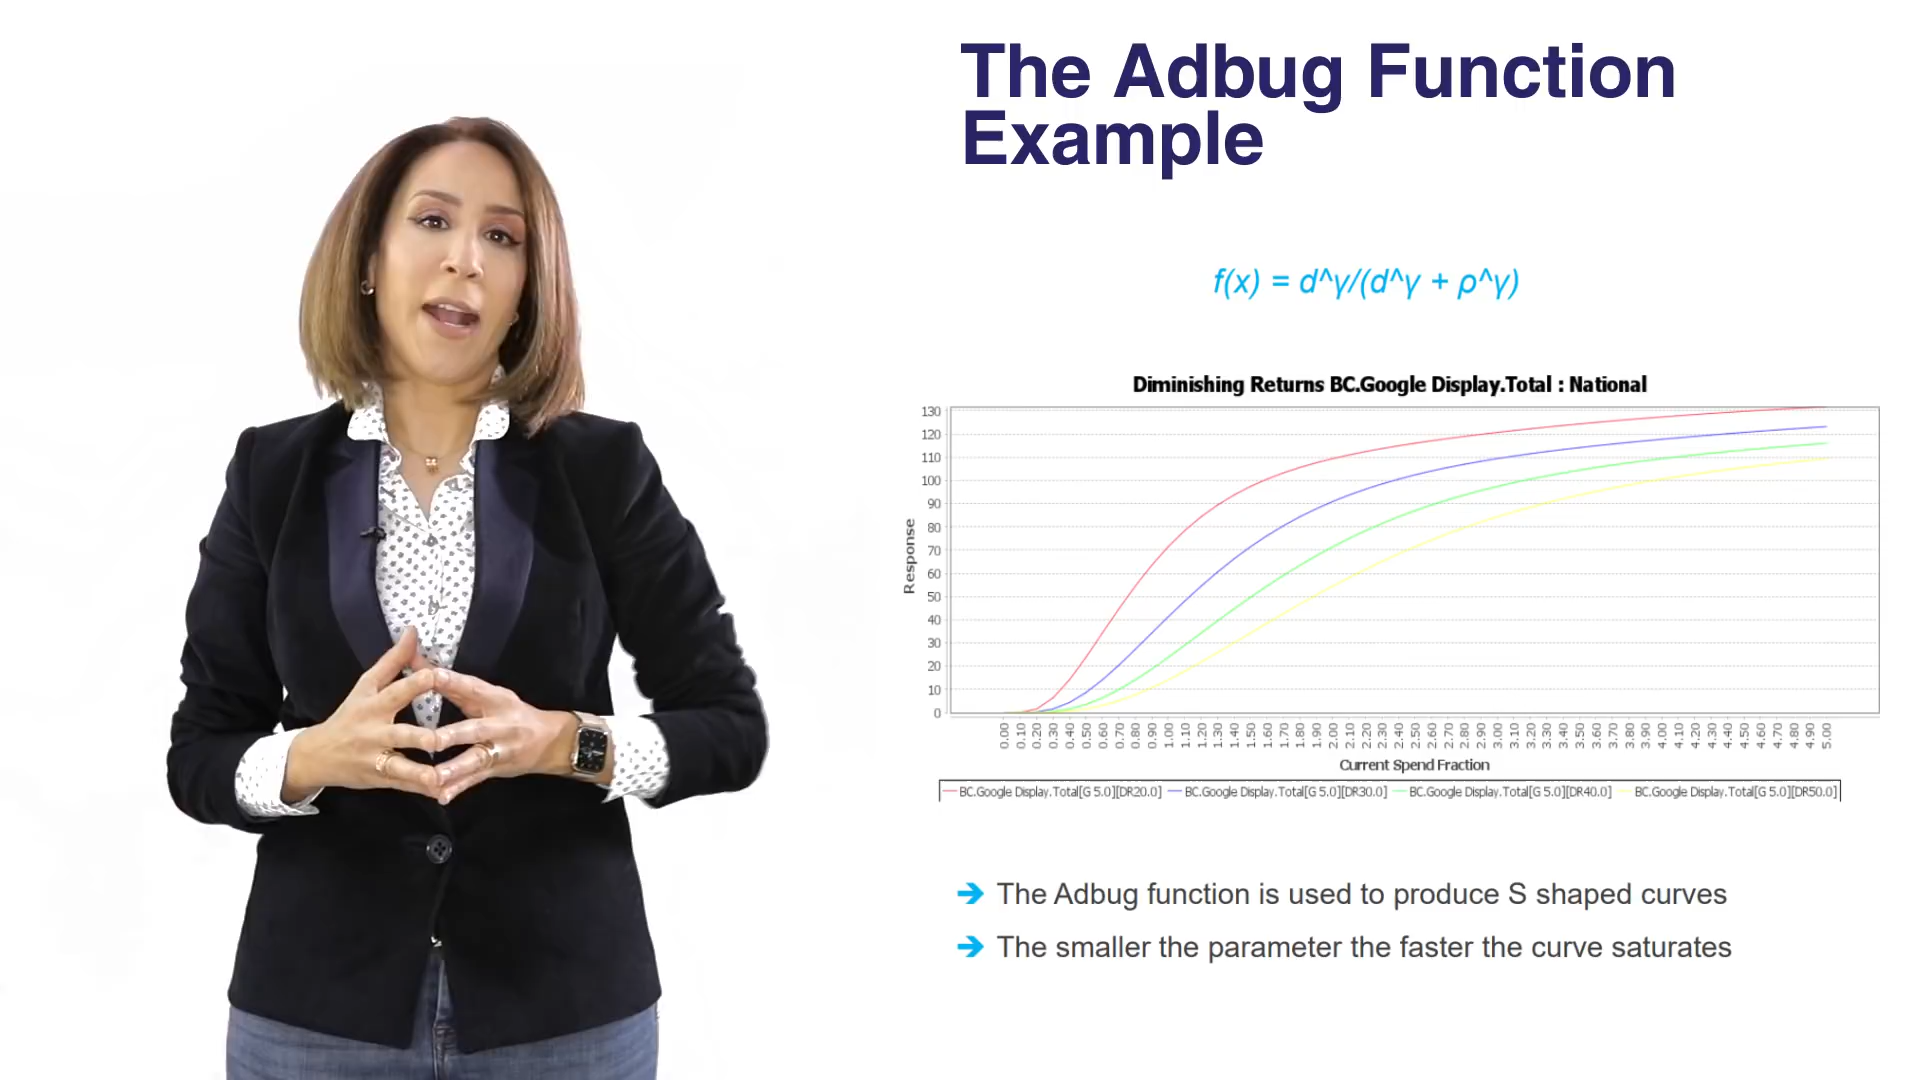 The Adbug Function
Example
f(x) = d^γ/(d^γ + ρ^γ)
Diminishing Returns BC.Google Display.Total : National
130
120
110
100
90
80
70
60
50
40
30
20
10
0
Response
0.00 0.10 0.20 0.30 0.40 0.50 0.60 0.70 0.80 0.90 1.00 1.10 1.20 1.30 1.40 1.50 1.60 1.70 1.80 1.90 2.00 2.10 2.20 2.30 2.40 2.50 2.60 2.70 2.80 2.90 3.00 3.10 3.20 3.30 3.40 3.50 3.60 3.70 3.80 3.90 4.00 4.10 4.20 4.30 4.40 4.50 4.60 4.70 4.80 4.90 5.00
Current Spend Fraction
BC.Google Display.Total[G 5.0][DR20.0] BC.Google Display.Total[G 5.0][DR30.0] BC.Google Display.Total[G 5.0][DR40.0] BC.Google Display.Total[G 5.0][DR50.0]
The Adbug function is used to produce S shaped curves
The smaller the parameter the faster the curve saturates